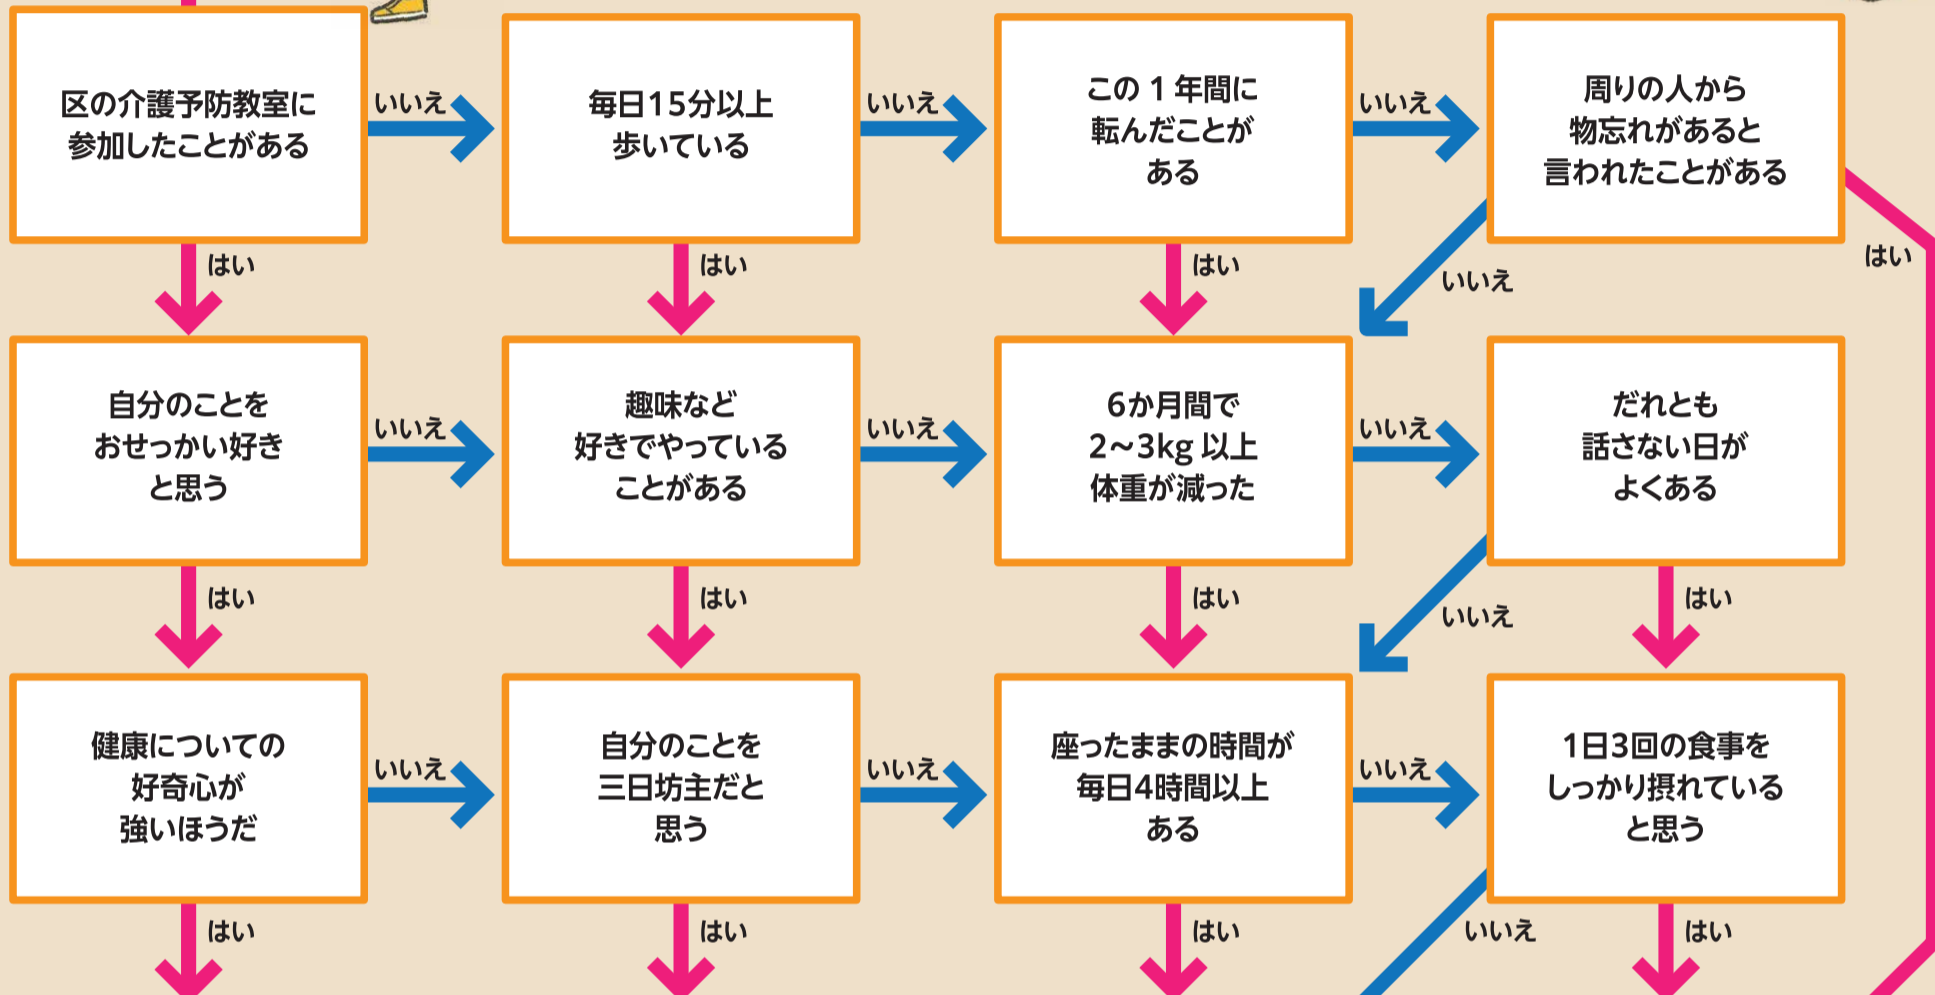 区の介護予防教室に
参加したことがある
いいえ
毎日15分以上
歩いている
いいえ
この1年間に
転んだことが
ある
いいえ
周りの人から
物忘れがあると
言われたことがある
はい
はい
はい
いいえ
はい
自分のことを
おせっかい好き
と思う
いいえ
趣味など
好きでやっている
ことがある
いいえ
6か月間で
2～3kg以上
体重が減った
いいえ
だれとも
話さない日が
よくある
はい
はい
はい
いいえ
はい
健康についての
好奇心が
強いほうだ
いいえ
自分のことを
三日坊主だと
思う
いいえ
座ったままの時間が
毎日4時間以上
ある
いいえ
1日3回の食事を
しっかり摂れている
と思う
はい
はい
はい
いいえ
はい